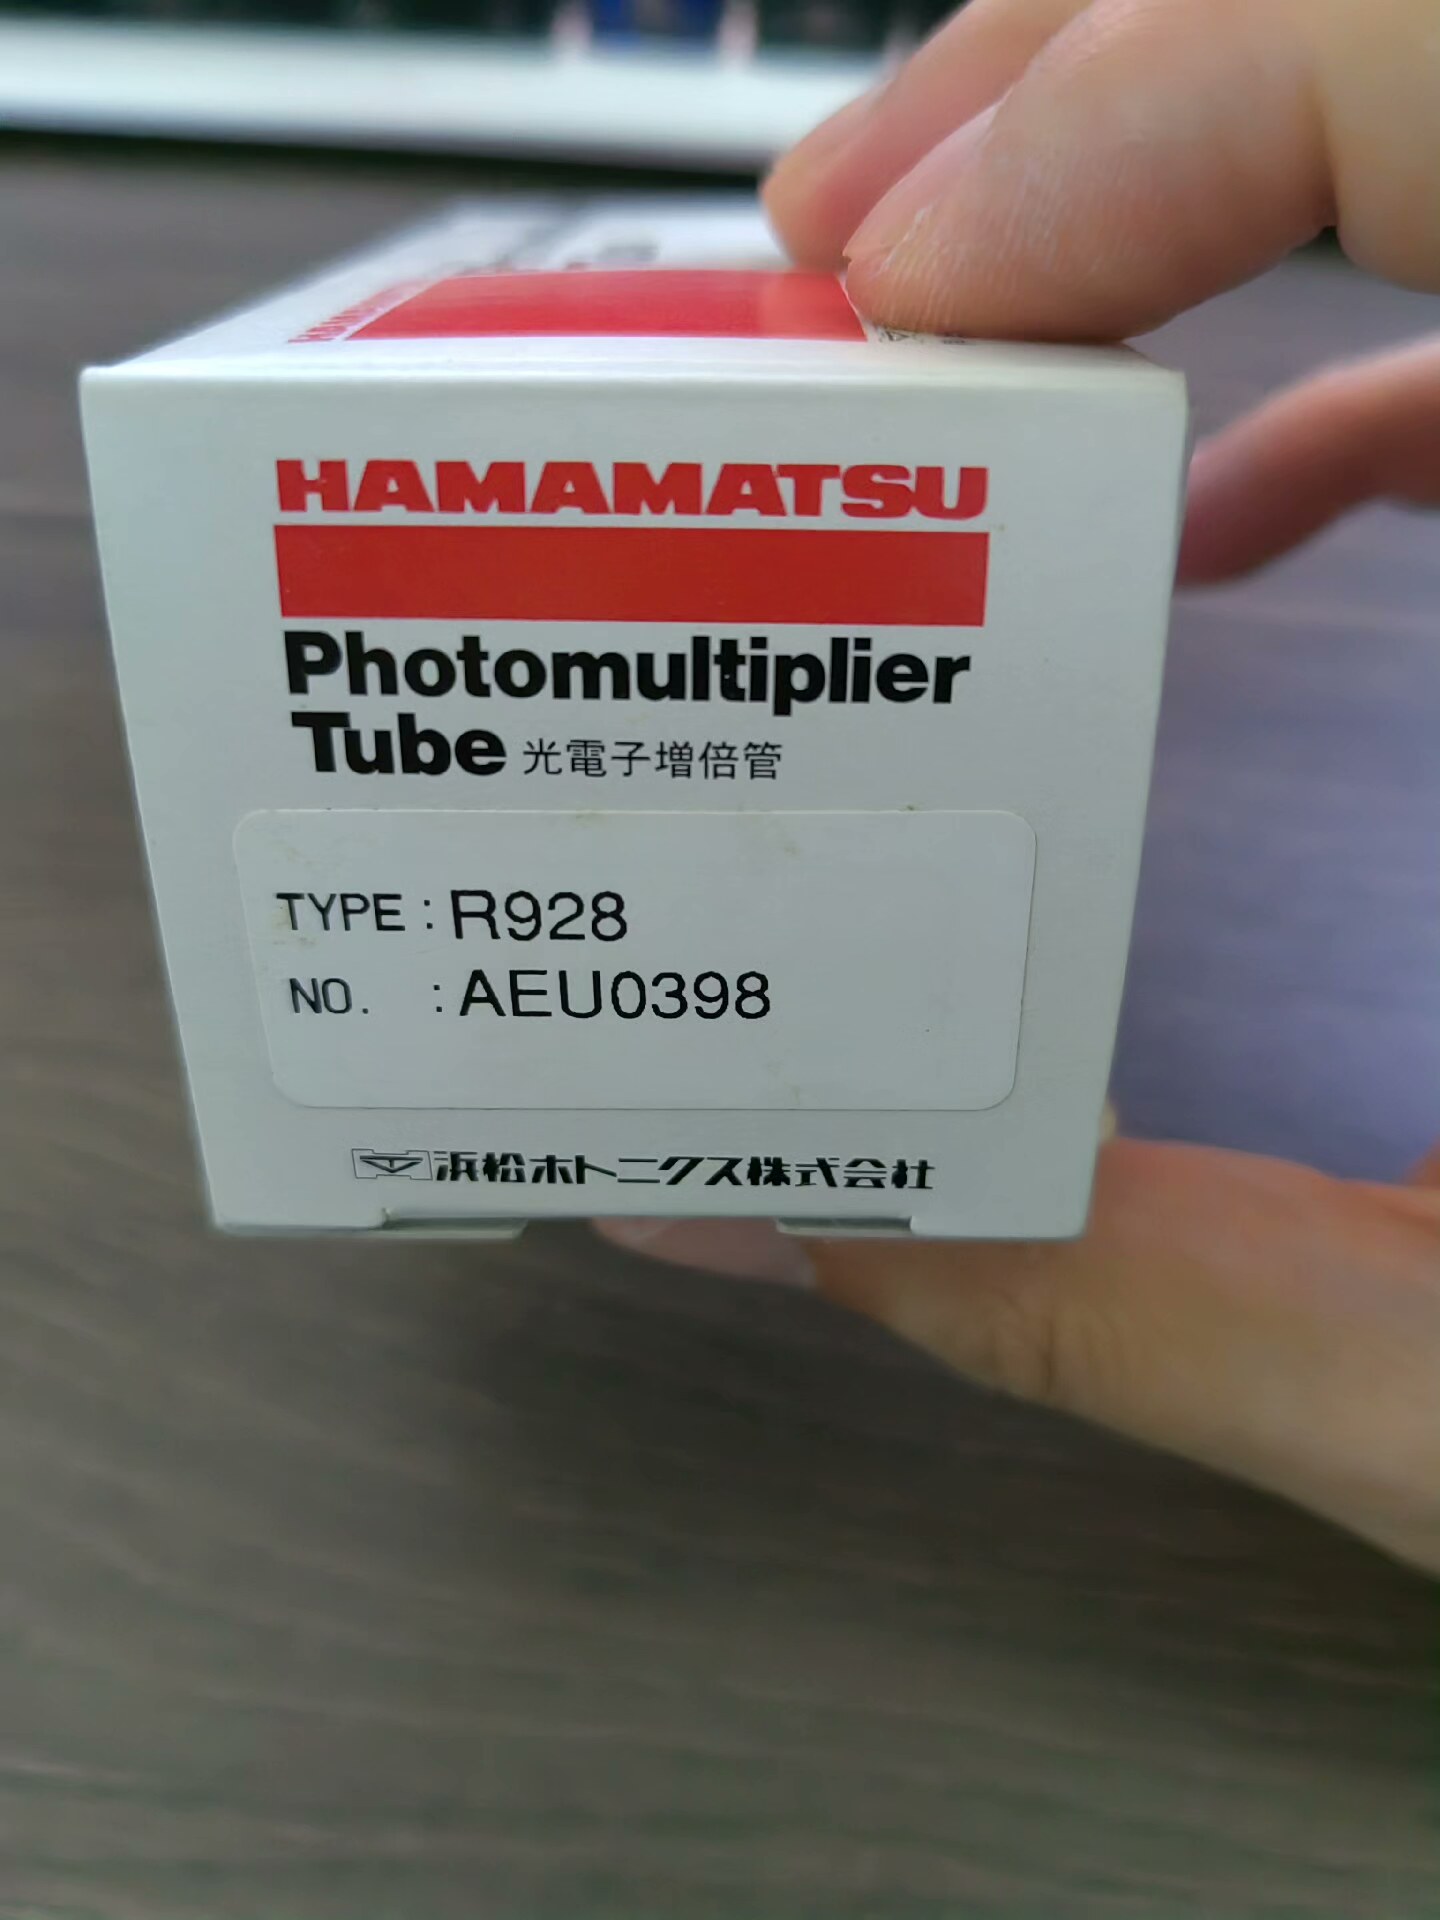 HAMAMATSU
Photomultiplier
Tube 光電子増倍管
TYPE : R928
NO. : AEU0398
浜松ホトニクス株式会社